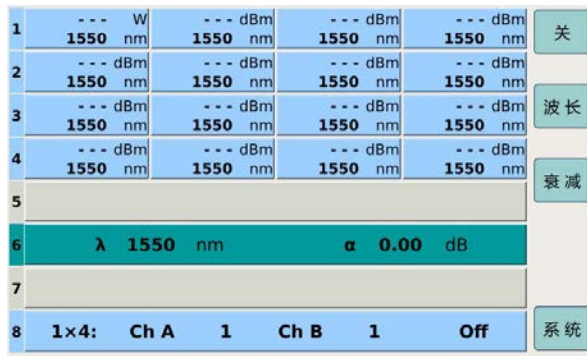 1 --- W --- dBm --- dBm --- dBm
1550 nm 1550 nm 1550 nm 1550 nm
2 --- dBm --- dBm --- dBm --- dBm
1550 nm 1550 nm 1550 nm 1550 nm
3 --- dBm --- dBm --- dBm --- dBm
1550 nm 1550 nm 1550 nm 1550 nm
4 --- dBm --- dBm --- dBm --- dBm
1550 nm 1550 nm 1550 nm 1550 nm
5
6 λ 1550 nm α 0.00 dB
7
8 1×4: Ch A 1 Ch B 1 Off
关
波长
衰减
系统